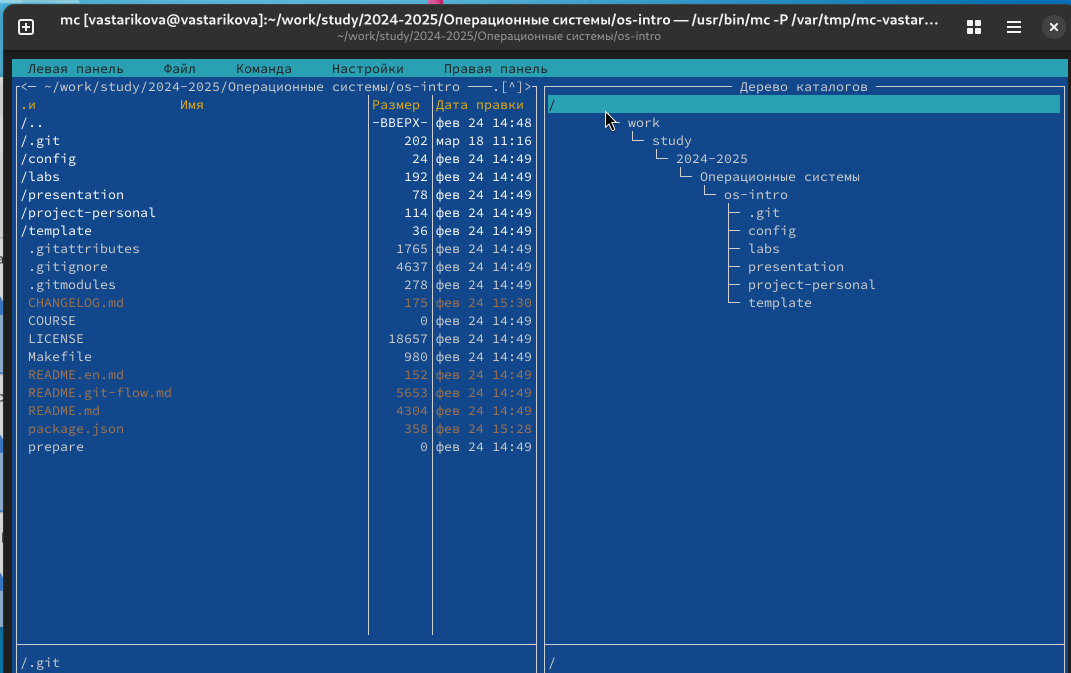 mc [vastarikova@vastarikova]:~/work/study/2024-2025/Операционные системы/os-intro — /usr/bin/mc -P /var/tmp/mc-vastar…
~/work/study/2024-2025/Операционные системы/os-intro
Левая панель Файл Команда Настройки Правая панель
<— ~/work/study/2024-2025/Операционные системы/os-intro ——.[^]>
.и Имя Размер Дата правки
/.. -ВВЕРХ- фев 24 14:48
/.git 202 мар 18 11:16
/config 24 фев 24 14:49
/labs 192 фев 24 14:49
/presentation 78 фев 24 14:49
/project-personal 114 фев 24 14:49
/template 36 фев 24 14:49
.gitattributes 1765 фев 24 14:49
.gitignore 4637 фев 24 14:49
.gitmodules 278 фев 24 14:49
CHANGELOG.md 175 фев 24 15:30
COURSE 0 фев 24 14:49
LICENSE 18657 фев 24 14:49
Makefile 980 фев 24 14:49
README.en.md 152 фев 24 14:49
README.git-flow.md 5653 фев 24 14:49
README.md 4304 фев 24 14:49
package.json 358 фев 24 15:28
prepare 0 фев 24 14:49
/.git
Дерево каталогов
/
work
study
2024-2025
Операционные системы
os-intro
.git
config
labs
presentation
project-personal
template
/